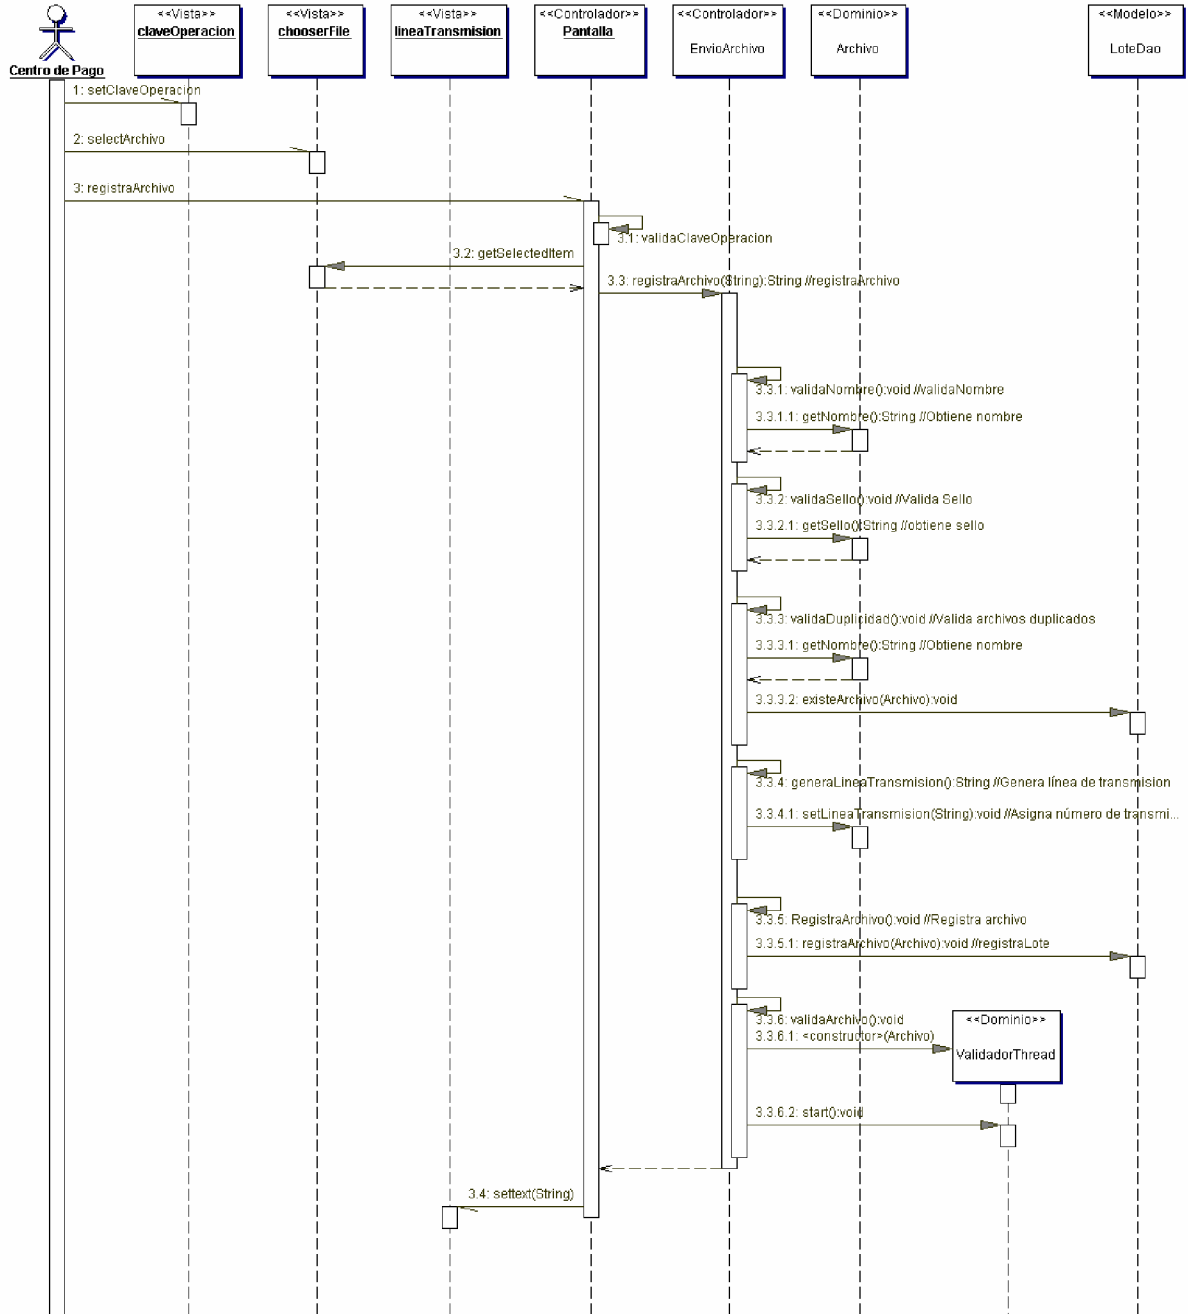 <<Vista>>
claveOperacion
<<Vista>>
chooserFile
<<Vista>>
lineaTransmision
<<Controlador>>
Pantalla
<<Controlador>>
EnvioArchivo
<<Dominio>>
Archivo
<<Modelo>>
LoteDao
Centro de Pago
1: setClaveOperacion
2: selectArchivo
3: registraArchivo
3.1: validaClaveOperacion
3.2: getSelectedItem
3.3: registraArchivo(String):String //registraArchivo
3.3.1: validaNombre():void //validaNombre
3.3.1.1: getNombre():String //Obtiene nombre
3.3.2: validaSello():void //Valida Sello
3.3.2.1: getSello():String //obtiene sello
3.3.3: validaDuplicidad():void //Valida archivos duplicados
3.3.3.1: getNombre():String //Obtiene nombre
3.3.3.2: existeArchivo(Archivo):void
3.3.4: generaLineaTransmision():String //Genera línea de transmision
3.3.4.1: setLineaTransmision(String):void //Asigna número de transmi...
3.3.5: RegistraArchivo():void //Registra archivo
3.3.5.1: registraArchivo(Archivo):void //registraLote
3.3.6: validaArchivo():void
3.3.6.1: <constructor>(Archivo)
<<Dominio>>
ValidadorThread
3.3.6.2: start():void
3.4: settext(String)